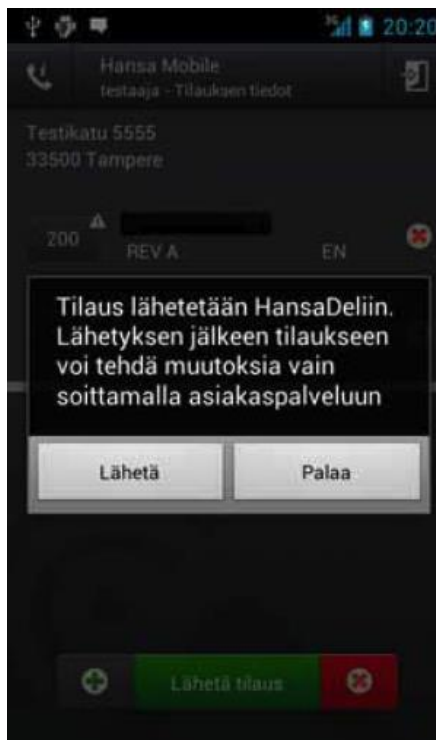 3G
20:20
Hansa Mobile
testaaja - Tilauksen tiedot
Testikatu 5555
33500 Tampere
200
REV A
EN
Tilaus lähetetään HansaDeliin.
Lähetyksen jälkeen tilaukseen
voi tehdä muutoksia vain
soittamalla asiakaspalveluun
Lähetä
Palaa
Lähetä tilaus